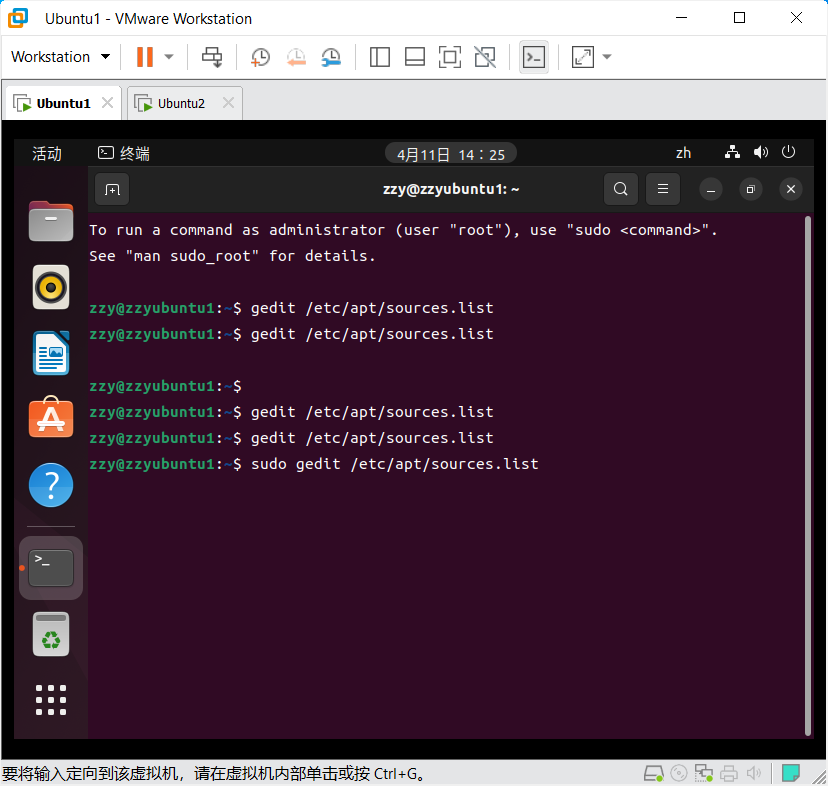 Ubuntu1 - VMware Workstation
Workstation
Ubuntu1
Ubuntu2
活动
终端
4月11日 14：25
zh
zzy@zzyubuntu1: ~
To run a command as administrator (user "root"), use "sudo <command>".
See "man sudo_root" for details.
zzy@zzyubuntu1:~$ gedit /etc/apt/sources.list
zzy@zzyubuntu1:~$ gedit /etc/apt/sources.list
zzy@zzyubuntu1:~$
zzy@zzyubuntu1:~$ gedit /etc/apt/sources.list
zzy@zzyubuntu1:~$ gedit /etc/apt/sources.list
zzy@zzyubuntu1:~$ sudo gedit /etc/apt/sources.list
要将输入定向到该虚拟机，请在虚拟机内部单击或按 Ctrl+G。